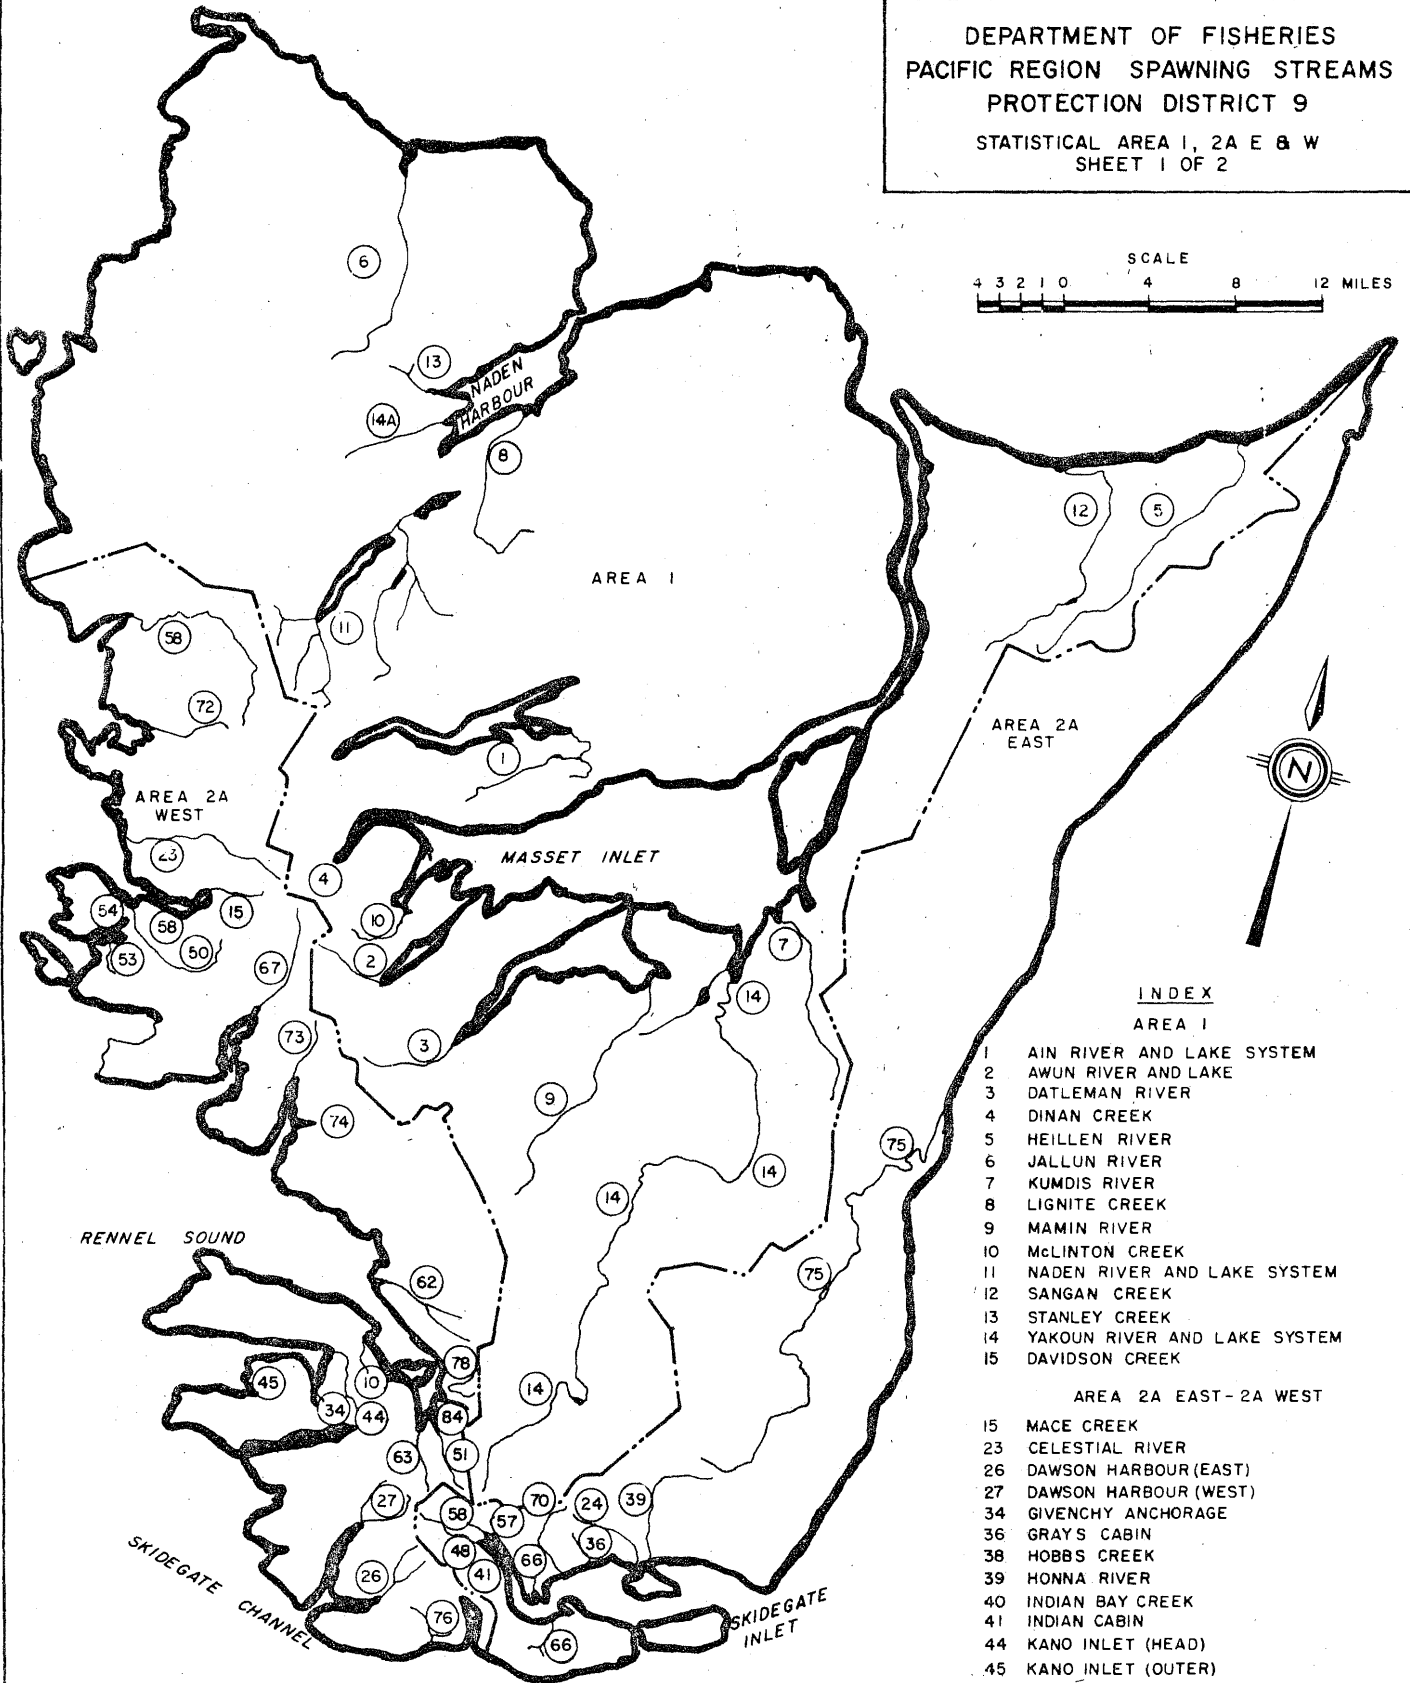 DEPARTMENT OF FISHERIES
PACIFIC REGION SPAWNING STREAMS
PROTECTION DISTRICT 9
STATISTICAL AREA 1, 2A E & W
SHEET 1 OF 2
SCALE
4 3 2 1 0 4 8 12 MILES
6
13
NADEN
HARBOUR
14A
8
12
5
AREA 1
11
58
72
1
AREA 2A
EAST
N
AREA 2A
WEST
23
MASSET INLET
4
15
54
58
10
50
53
67
2
7
14
73
3
9
74
75
14
14
RENNEL SOUND
75
62
78
45
10
14
34
44
84
63
51
27
70
24
39
58
57
36
48
66
26
41
76
66
SKIDEGATE CHANNEL
SKIDEGATE
INLET
INDEX
AREA 1
1 AIN RIVER AND LAKE SYSTEM
2 AWUN RIVER AND LAKE
3 DATLEMAN RIVER
4 DINAN CREEK
5 HEILLEN RIVER
6 JALLUN RIVER
7 KUMDIS RIVER
8 LIGNITE CREEK
9 MAMIN RIVER
10 McLINTON CREEK
11 NADEN RIVER AND LAKE SYSTEM
12 SANGAN CREEK
13 STANLEY CREEK
14 YAKOUN RIVER AND LAKE SYSTEM
15 DAVIDSON CREEK
AREA 2A EAST-2A WEST
15 MACE CREEK
23 CELESTIAL RIVER
26 DAWSON HARBOUR (EAST)
27 DAWSON HARBOUR (WEST)
34 GIVENCHY ANCHORAGE
36 GRAYS CABIN
38 HOBBS CREEK
39 HONNA RIVER
40 INDIAN BAY CREEK
41 INDIAN CABIN
44 KANO INLET (HEAD)
45 KANO INLET (OUTER)